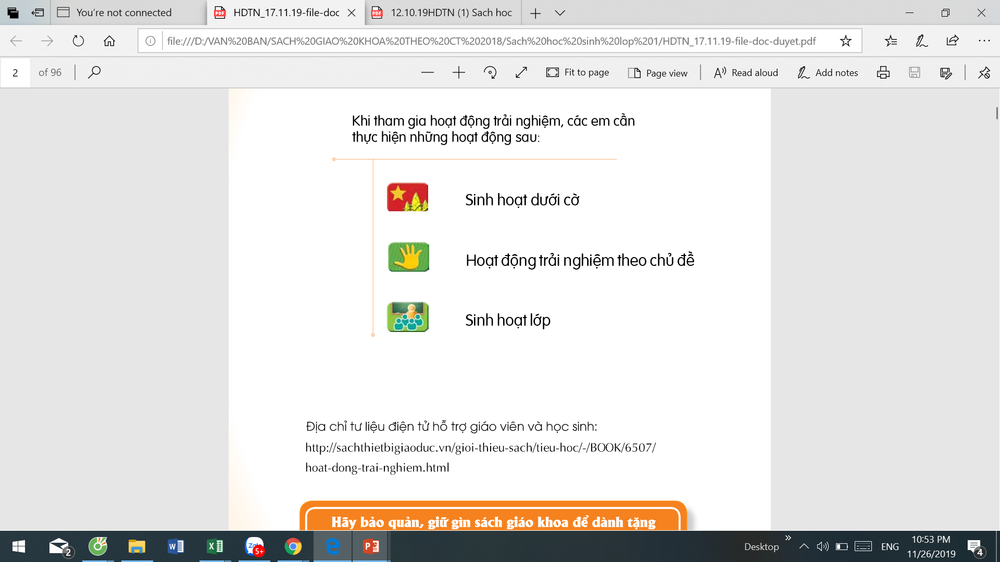 You're not connected
HDTN_17.11.19-file-doc
12.10.19HDTN (1) Sach hoc
file:///D:/VAN%20BAN/SACH%20GIAO%20KHOA%20THEO%20CT%202018/Sach%20hoc%20sinh%20lop%201/HDTN_17.11.19-file-doc-duyet.pdf
2 of 96
Fit to page
Page view
Read aloud
Add notes
Khi tham gia hoạt động trải nghiệm, các em cần
thực hiện những hoạt động sau:
Sinh hoạt dưới cờ
Hoạt động trải nghiệm theo chủ đề
Sinh hoạt lớp
Địa chỉ tư liệu điện tử hỗ trợ giáo viên và học sinh:
http://sachthietbigiaoduc.vn/gioi-thieu-sach/tieu-hoc/-/BOOK/6507/
hoat-dong-trai-nghiem.html
Hãy bảo quản, giữ gìn sách giáo khoa để dành tặng
2
Zalo
5+
Desktop
ENG
10:53 PM
11/26/2019
4